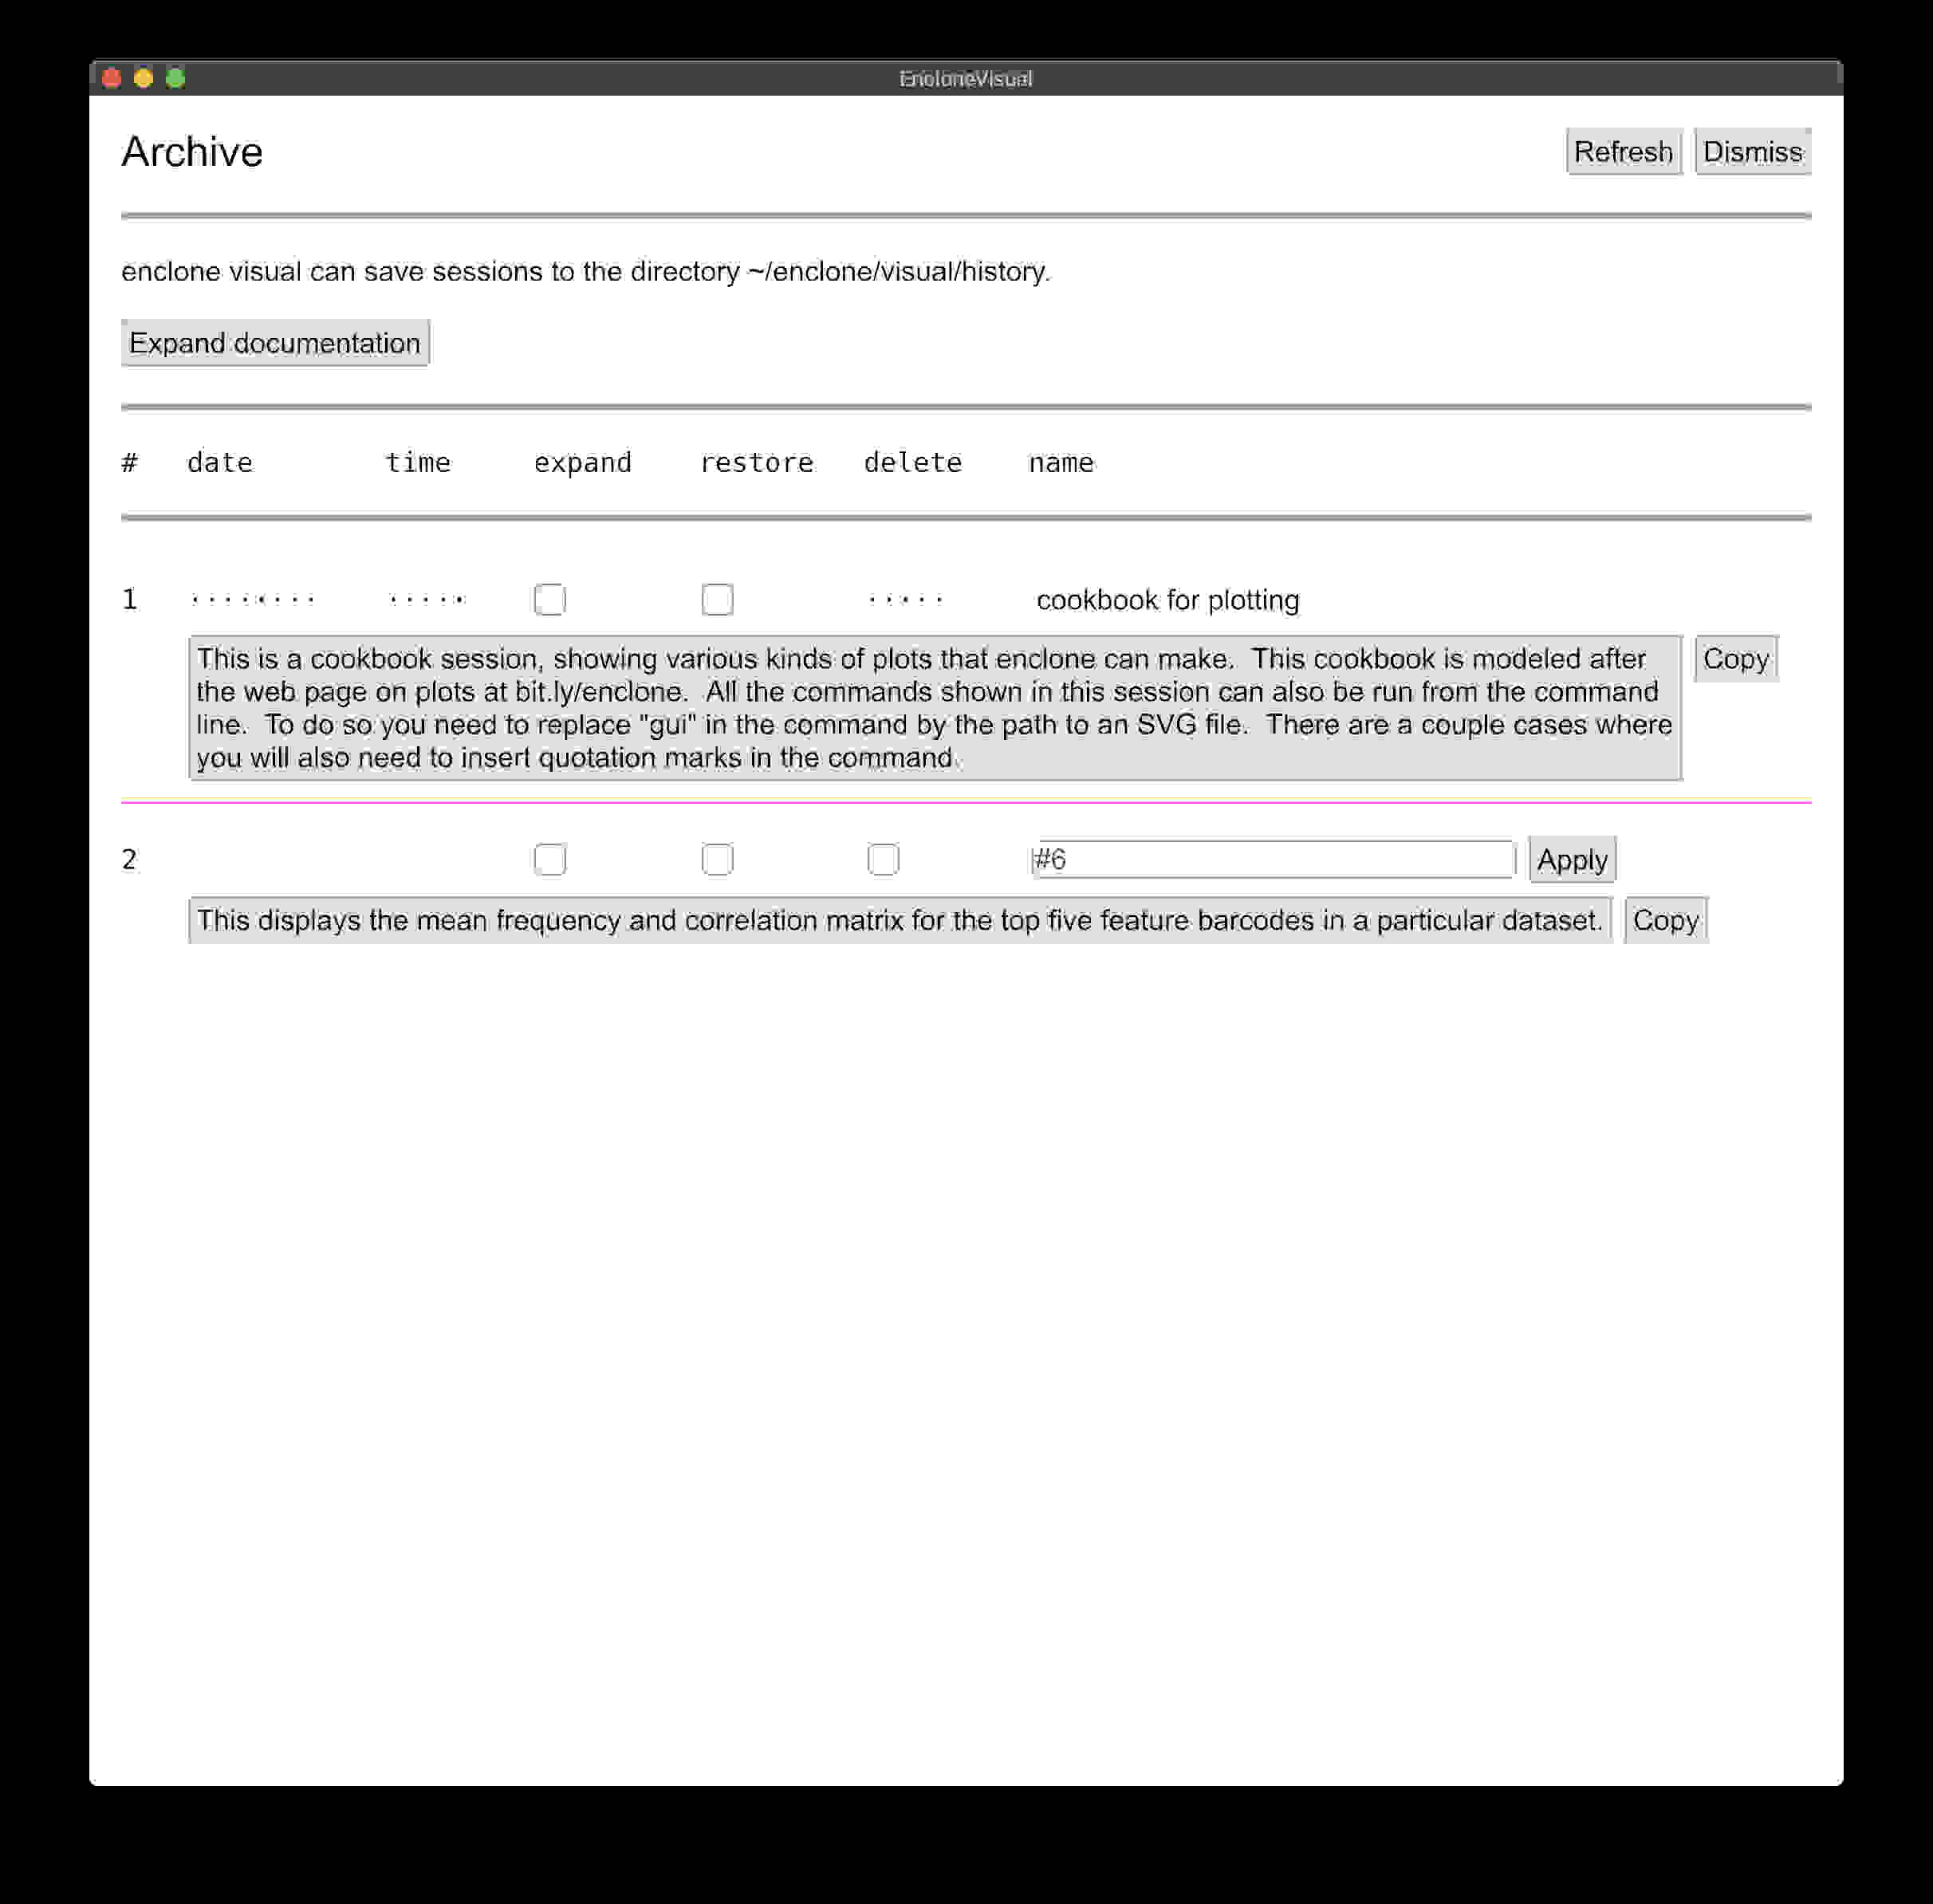 EncloneVisual
Archive Refresh Dismiss
enclone visual can save sessions to the directory ~/enclone/visual/history.
Expand documentation
# date time expand restore delete name
1 ········ ····· ····· cookbook for plotting
This is a cookbook session, showing various kinds of plots that enclone can make.  This cookbook is modeled after Copy
the web page on plots at bit.ly/enclone.  All the commands shown in this session can also be run from the command
line.  To do so you need to replace "gui" in the command by the path to an SVG file.  There are a couple cases where
you will also need to insert quotation marks in the command.
2 #6 Apply
This displays the mean frequency and correlation matrix for the top five feature barcodes in a particular dataset. Copy